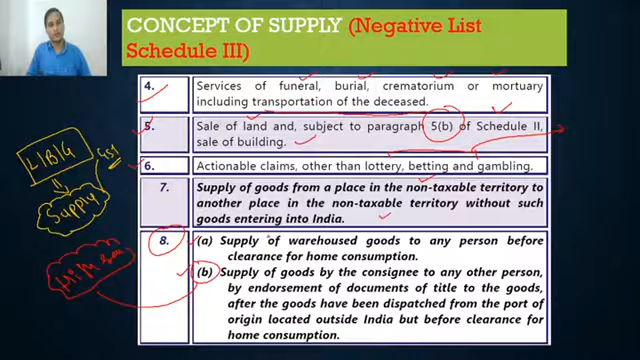 CONCEPT OF SUPPLY (Negative List
Schedule III)
4. Services of funeral, burial, crematorium or mortuary
including transportation of the deceased.
5. Sale of land and, subject to paragraph 5(b) of Schedule II,
sale of building.
6. Actionable claims, other than lottery, betting and gambling.
7. Supply of goods from a place in the non-taxable territory to
another place in the non-taxable territory without such
goods entering into India.
8. (a) Supply of warehoused goods to any person before
clearance for home consumption.
(b) Supply of goods by the consignee to any other person,
by endorsement of documents of title to the goods,
after the goods have been dispatched from the port of
origin located outside India but before clearance for
home consumption.
GST
Supply